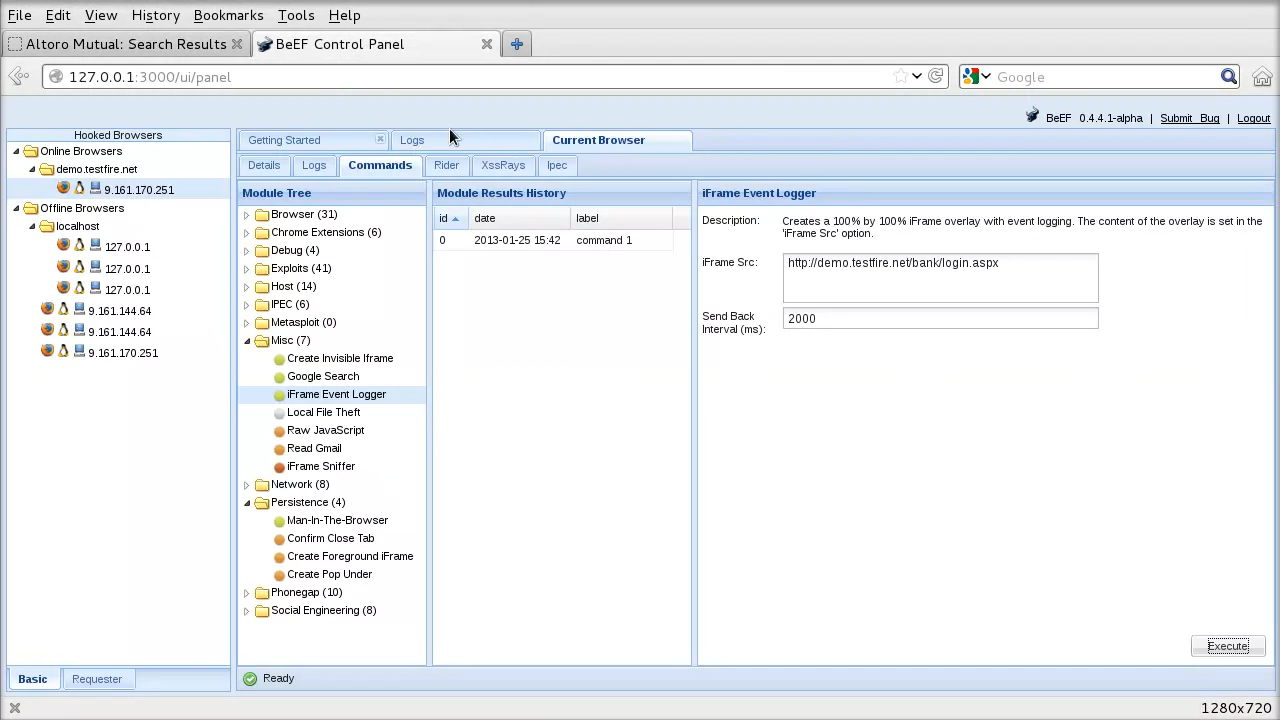 File Edit View History Bookmarks Tools Help
Altoro Mutual: Search Results
BeEF Control Panel
127.0.0.1:3000/ui/panel
Google
BeEF 0.4.4.1-alpha | Submit Bug | Logout
Hooked Browsers
Online Browsers
demo.testfire.net
9.161.170.251
Offline Browsers
localhost
127.0.0.1
127.0.0.1
127.0.0.1
9.161.144.64
9.161.144.64
9.161.170.251
Basic
Requester
Getting Started
Logs
Current Browser
Details
Logs
Commands
Rider
XssRays
Ipec
Module Tree
Browser (31)
Chrome Extensions (6)
Debug (4)
Exploits (41)
Host (14)
IPEC (6)
Metasploit (0)
Misc (7)
Create Invisible Iframe
Google Search
iFrame Event Logger
Local File Theft
Raw JavaScript
Read Gmail
iFrame Sniffer
Network (8)
Persistence (4)
Man-In-The-Browser
Confirm Close Tab
Create Foreground iFrame
Create Pop Under
Phonegap (10)
Social Engineering (8)
Module Results History
id date label
0 2013-01-25 15:42 command 1
iFrame Event Logger
Description: Creates a 100% by 100% iFrame overlay with event logging. The content of the overlay is set in the
'iFrame Src' option.
iFrame Src: http://demo.testfire.net/bank/login.aspx
Send Back
Interval (ms): 2000
Execute
Ready
1280x720